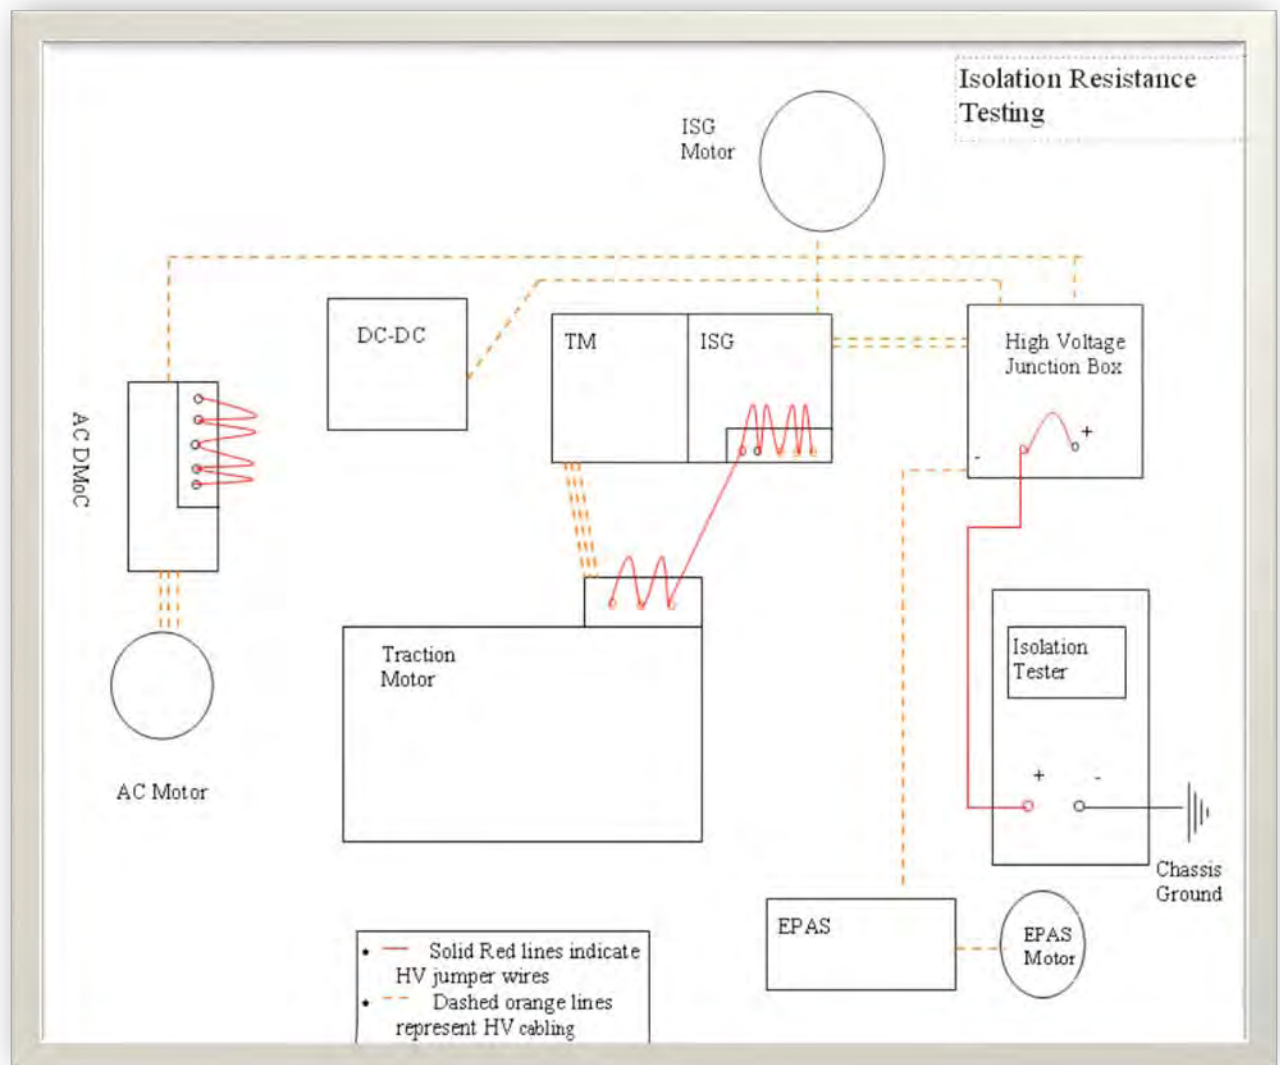 Isolation Resistance
Testing
ISG
Motor
DC-DC
TM
ISG
High Voltage
Junction Box
-
+
AC DMoC
Traction
Motor
Isolation
Tester
+
-
AC Motor
Chassis
Ground
EPAS
EPAS
Motor
• Solid Red lines indicate
HV jumper wires
• Dashed orange lines
represent HV cabling